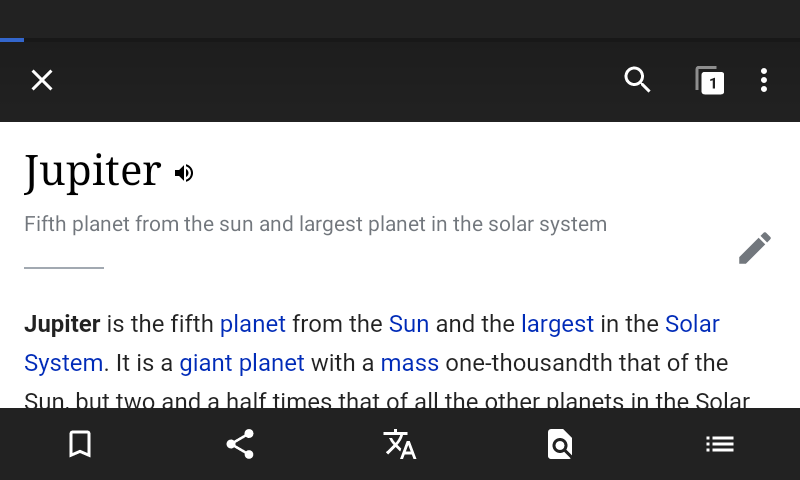 1
Jupiter
Fifth planet from the sun and largest planet in the solar system
Jupiter is the fifth planet from the Sun and the largest in the Solar
System. It is a giant planet with a mass one-thousandth that of the
Sun, but two and a half times that of all the other planets in the Solar